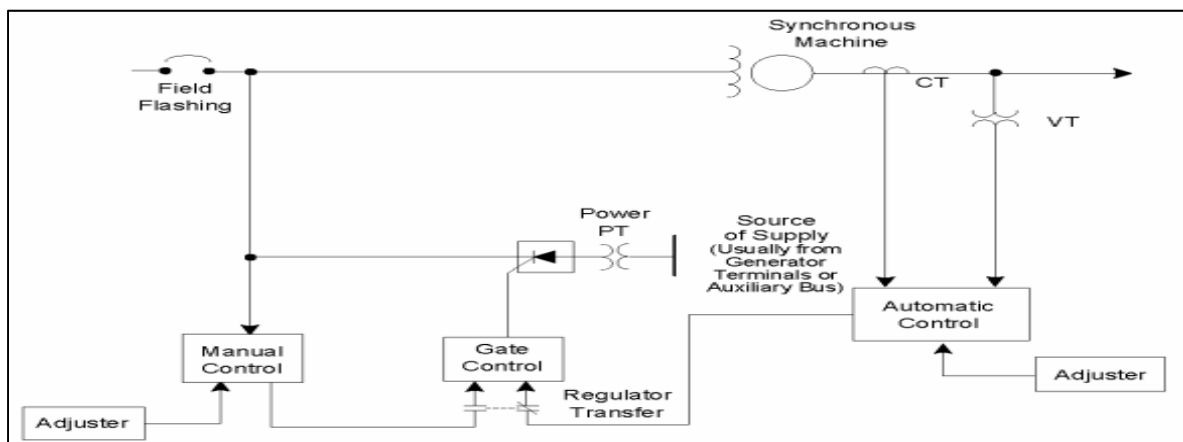 Synchronous
Machine
Field
Flashing
CT
VT
Power
PT
Source
of Supply
(Usually from
Generator
Terminals or
Auxiliary Bus)
Automatic
Control
Manual
Control
Gate
Control
Regulator
Transfer
Adjuster
Adjuster